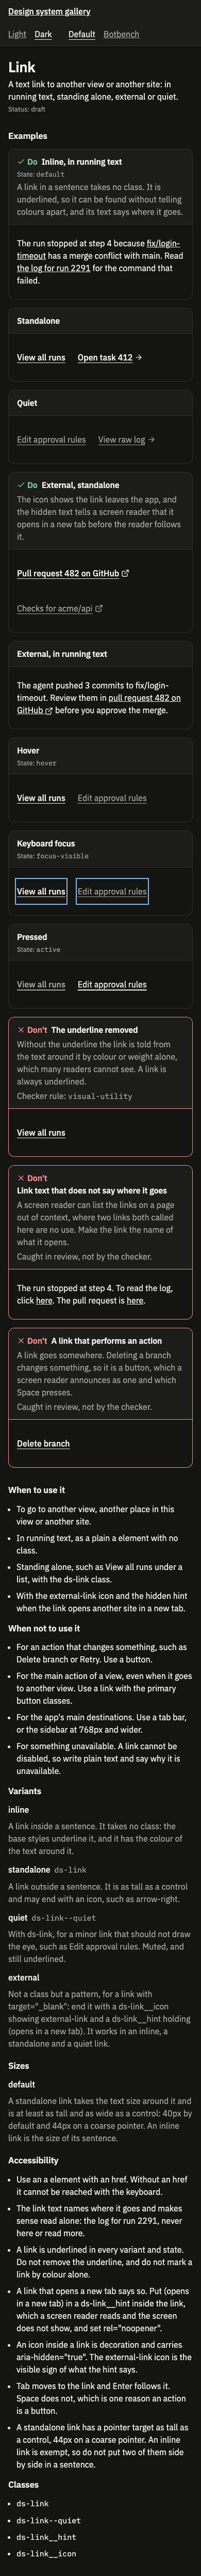 Design system gallery
Light Dark Default Botbench
Link
A text link to another view or another site: in
running text, standing alone, external or quiet.
Status: draft
Examples
Do Inline, in running text
State: default
A link in a sentence takes no class. It is
underlined, so it can be found without telling
colours apart, and its text says where it goes.
The run stopped at step 4 because fix/login-
timeout has a merge conflict with main. Read
the log for run 2291 for the command that
failed.
Standalone
View all runs Open task 412
Quiet
Edit approval rules View raw log
Do External, standalone
The icon shows the link leaves the app, and
the hidden text tells a screen reader that it
opens in a new tab before the reader follows
it.
Pull request 482 on GitHub
Checks for acme/api
External, in running text
The agent pushed 3 commits to fix/login-
timeout. Review them in pull request 482 on
GitHub before you approve the merge.
Hover
State: hover
View all runs Edit approval rules
Keyboard focus
State: focus-visible
View all runs Edit approval rules
Pressed
State: active
View all runs Edit approval rules
Don't The underline removed
Without the underline the link is told from
the text around it by colour or weight alone,
which many readers cannot see. A link is
always underlined.
Checker rule: visual-utility
View all runs
Don't
Link text that does not say where it goes
A screen reader can list the links on a page
out of context, where two links both called
here are no use. Make the link the name of
what it opens.
Caught in review, not by the checker.
The run stopped at step 4. To read the log,
click here. The pull request is here.
Don't A link that performs an action
A link goes somewhere. Deleting a branch
changes something, so it is a button, which a
screen reader announces as one and which
Space presses.
Caught in review, not by the checker.
Delete branch
When to use it
• To go to another view, another place in this
view or another site.
• In running text, as a plain a element with no
class.
• Standing alone, such as View all runs under a
list, with the ds-link class.
• With the external-link icon and the hidden hint
when the link opens another site in a new tab.
When not to use it
• For an action that changes something, such as
Delete branch or Retry. Use a button.
• For the main action of a view, even when it goes
to another view. Use a link with the primary
button classes.
• For the app's main destinations. Use a tab bar,
or the sidebar at 768px and wider.
• For something unavailable. A link cannot be
disabled, so write plain text and say why it is
unavailable.
Variants
inline
A link inside a sentence. It takes no class: the
base styles underline it, and it has the colour of
the text around it.
standalone ds-link
A link outside a sentence. It is as tall as a control
and may end with an icon, such as arrow-right.
quiet ds-link--quiet
With ds-link, for a minor link that should not draw
the eye, such as Edit approval rules. Muted, and
still underlined.
external
Not a class but a pattern, for a link with
target="_blank": end it with a ds-link__icon
showing external-link and a ds-link__hint holding
(opens in a new tab). It works in an inline, a
standalone and a quiet link.
Sizes
default
A standalone link takes the text size around it and
is at least as tall and as wide as a control: 40px by
default and 44px on a coarse pointer. An inline
link is the size of its sentence.
Accessibility
• Use an a element with an href. Without an href
it cannot be reached with the keyboard.
• The link text names where it goes and makes
sense read alone: the log for run 2291, never
here or read more.
• A link is underlined in every variant and state.
Do not remove the underline, and do not mark a
link by colour alone.
• A link that opens a new tab says so. Put (opens
in a new tab) in a ds-link__hint inside the link,
which a screen reader reads and the screen
does not show, and set rel="noopener".
• An icon inside a link is decoration and carries
aria-hidden="true". The external-link icon is the
visible sign of what the hint says.
• Tab moves to the link and Enter follows it.
Space does not, which is one reason an action
is a button.
• A standalone link has a pointer target as tall as
a control, 44px on a coarse pointer. An inline
link is exempt, so do not put two of them side
by side in a sentence.
Classes
• ds-link
• ds-link--quiet
• ds-link__hint
• ds-link__icon